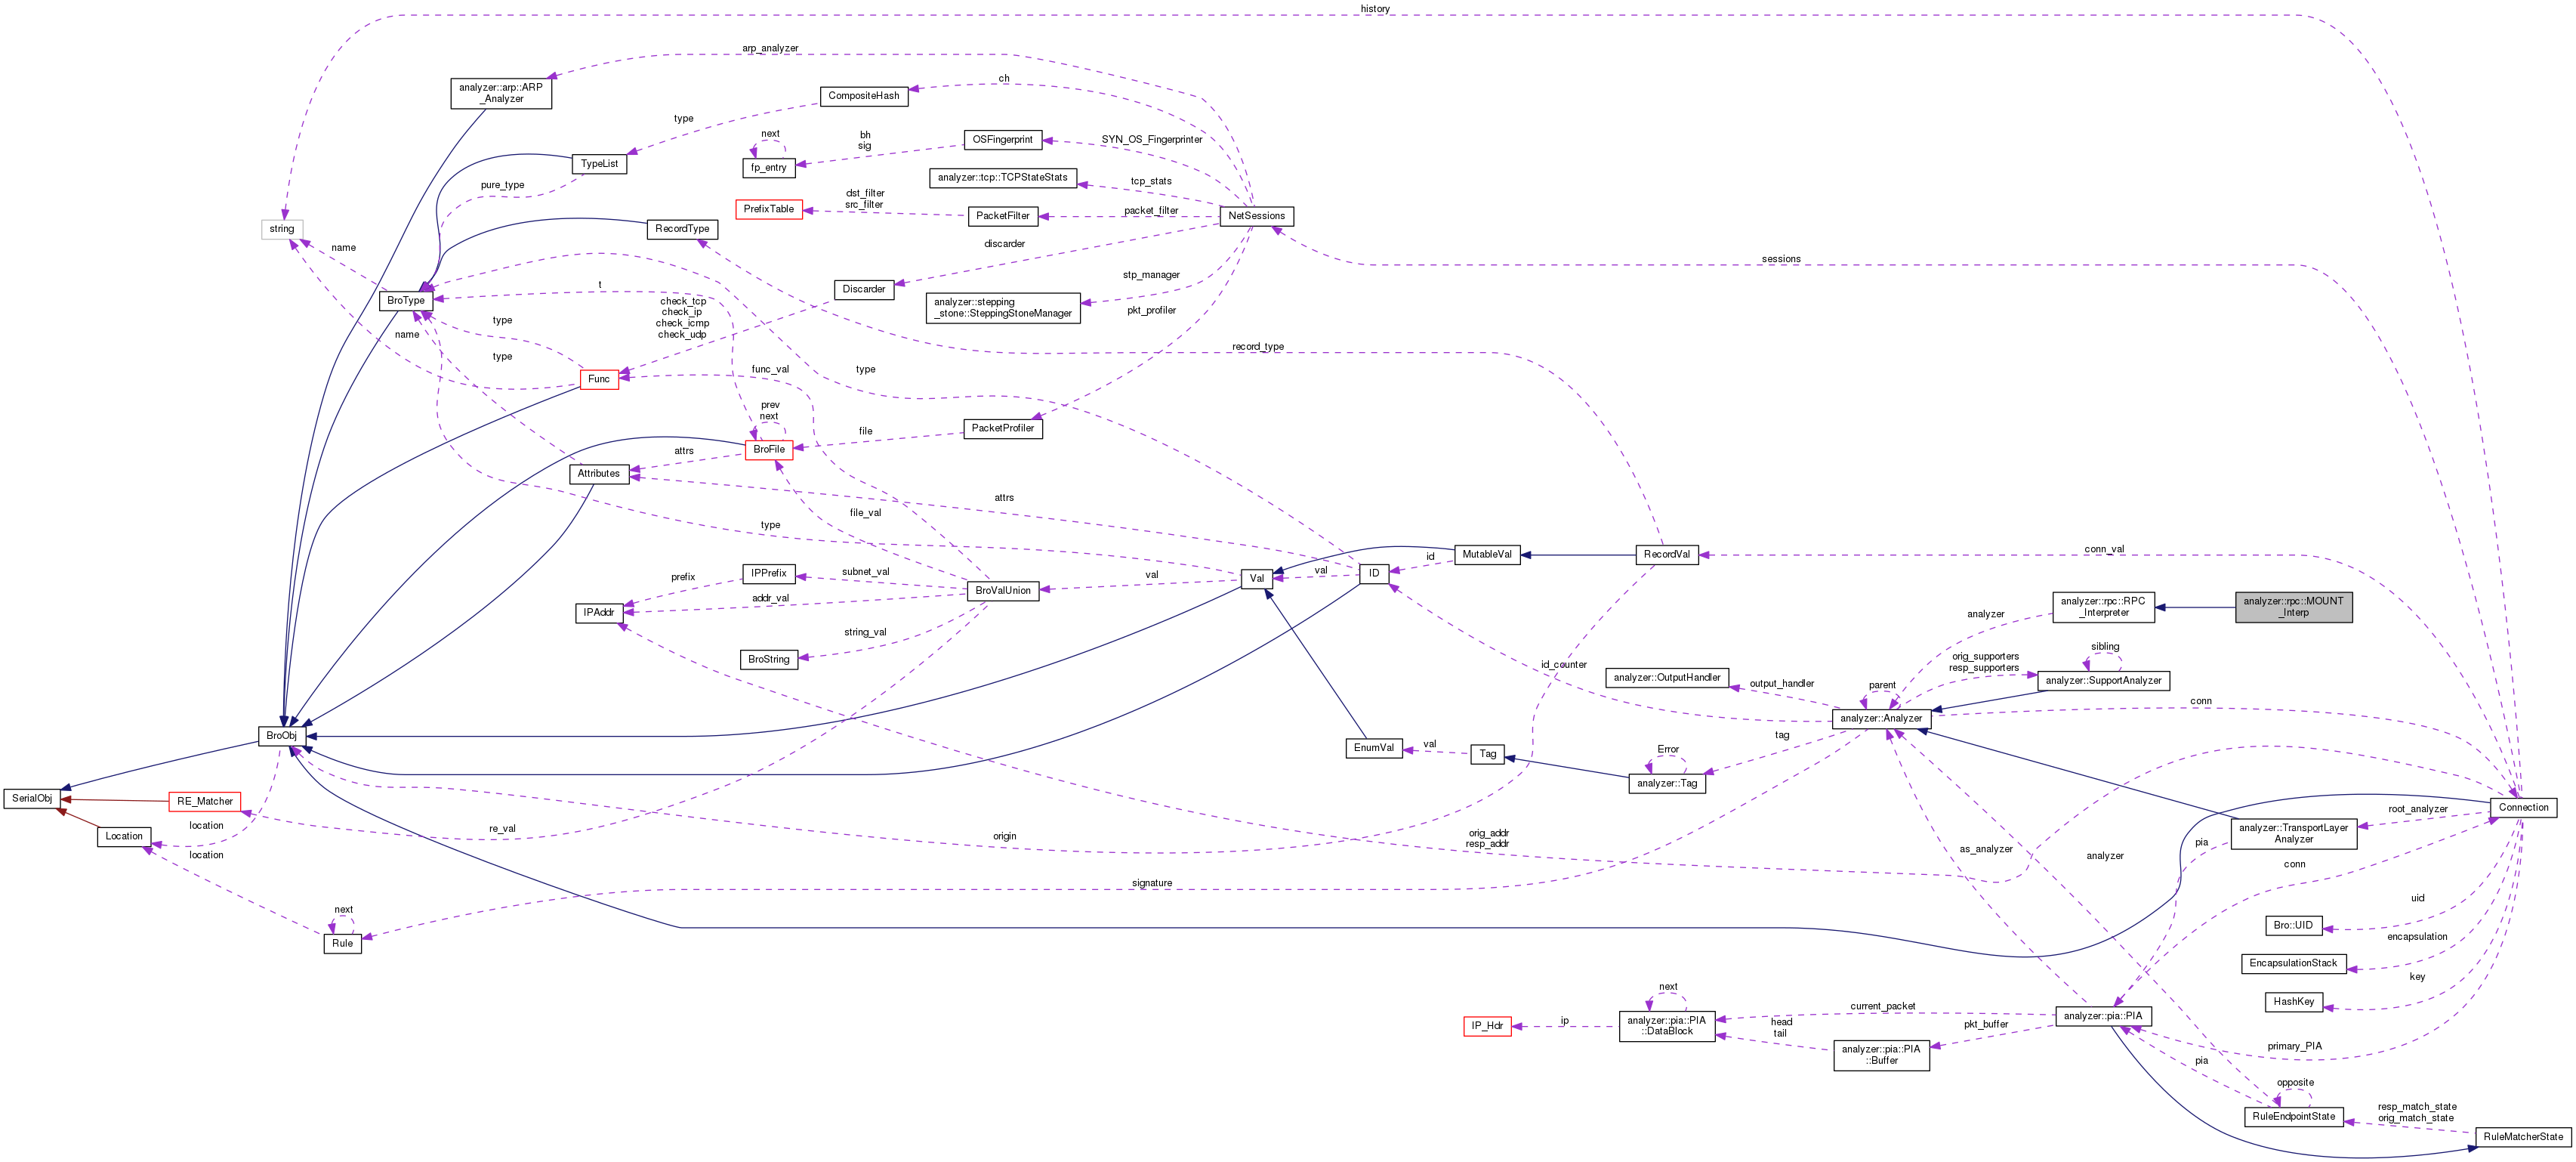 history
arp_analyzer
analyzer::arp::ARP
_Analyzer
ch
CompositeHash
type
bh
sig
OSFingerprint
SYN_OS_Fingerprinter
next
fp_entry
TypeList
pure_type
analyzer::tcp::TCPStateStats
tcp_stats
dst_filter
src_filter
PrefixTable
PacketFilter
packet_filter
NetSessions
string
name
RecordType
discarder
sessions
BroType
t
Discarder
stp_manager
analyzer::stepping
_stone::SteppingStoneManager
check_tcp
check_ip
check_icmp
check_udp
type
name
type
pkt_profiler
record_type
Func
func_val
type
prev
next
PacketProfiler
file
BroFile
attrs
Attributes
attrs
file_val
type
id
MutableVal
RecordVal
conn_val
IPPrefix
subnet_val
prefix
val
Val
val
ID
BroValUnion
addr_val
IPAddr
analyzer::rpc::RPC
_Interpreter
analyzer::rpc::MOUNT
_Interp
analyzer
string_val
BroString
id_counter
orig_supporters
resp_supporters
sibling
analyzer::SupportAnalyzer
analyzer::OutputHandler
output_handler
parent
analyzer::Analyzer
conn
BroObj
EnumVal
val
Tag
tag
Error
analyzer::Tag
SerialObj
RE_Matcher
Location
location
location
re_val
origin
orig_addr
resp_addr
Connection
root_analyzer
analyzer::TransportLayer
Analyzer
pia
as_analyzer
analyzer
conn
signature
next
Rule
uid
Bro::UID
encapsulation
EncapsulationStack
key
HashKey
next
current_packet
analyzer::pia::PIA
IP_Hdr
ip
analyzer::pia::PIA
::DataBlock
head
tail
pkt_buffer
analyzer::pia::PIA
::Buffer
primary_PIA
pia
opposite
RuleEndpointState
resp_match_state
orig_match_state
RuleMatcherState